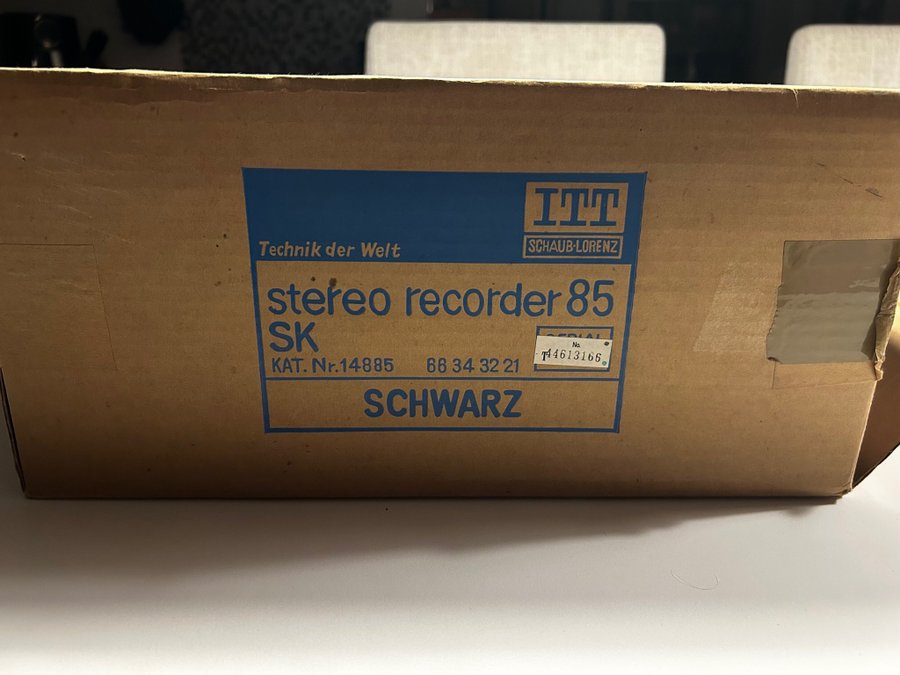 ITT
SCHAUB-LORENZ
Technik der Welt
stereo recorder 85
SK
SERIAL
No.
T44613166
KAT. Nr. 14885 66 34 32 21
SCHWARZ